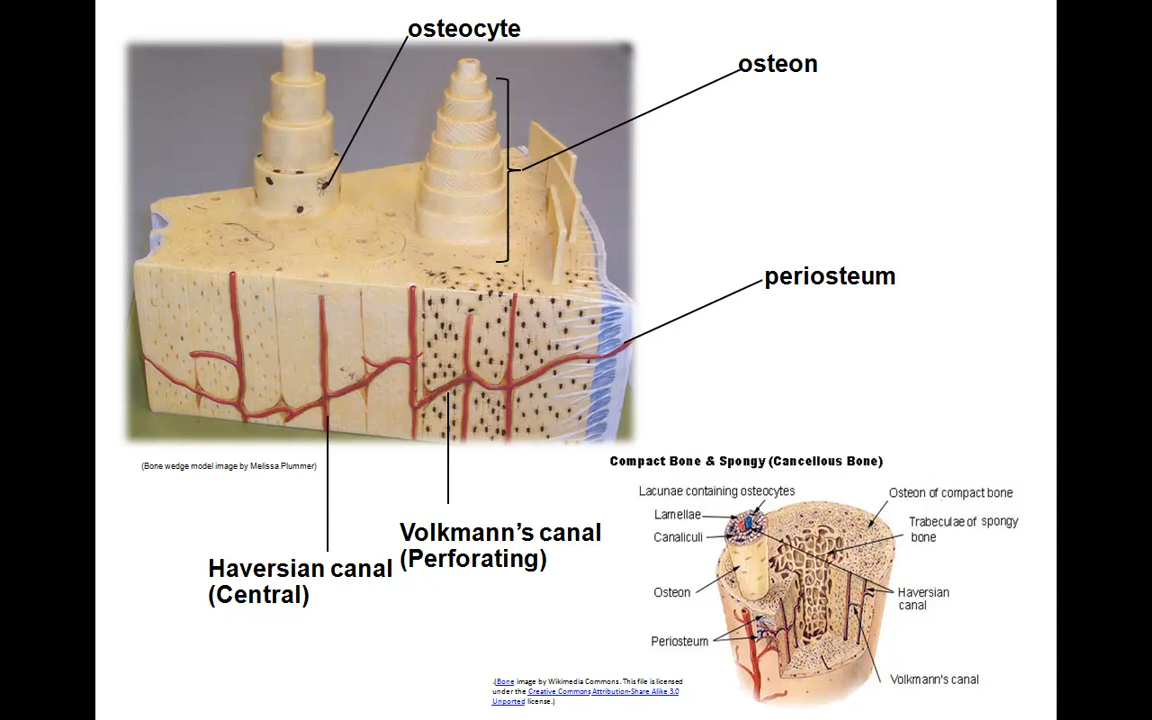 osteocyte
osteon
periosteum
(Bone wedge model image by Melissa Plummer)
Haversian canal
(Central)
Volkmann’s canal
(Perforating)
Compact Bone & Spongy (Cancellous Bone)
Lacunae containing osteocytes
Lamellae
Canaliculi
Osteon
Periosteum
Osteon of compact bone
Trabeculae of spongy
bone
Haversian
canal
Volkmann's canal
.(Bone image by Wikimedia Commons. This file is licensed
under the Creative Commons Attribution-Share Alike 3.0
Unported license.)